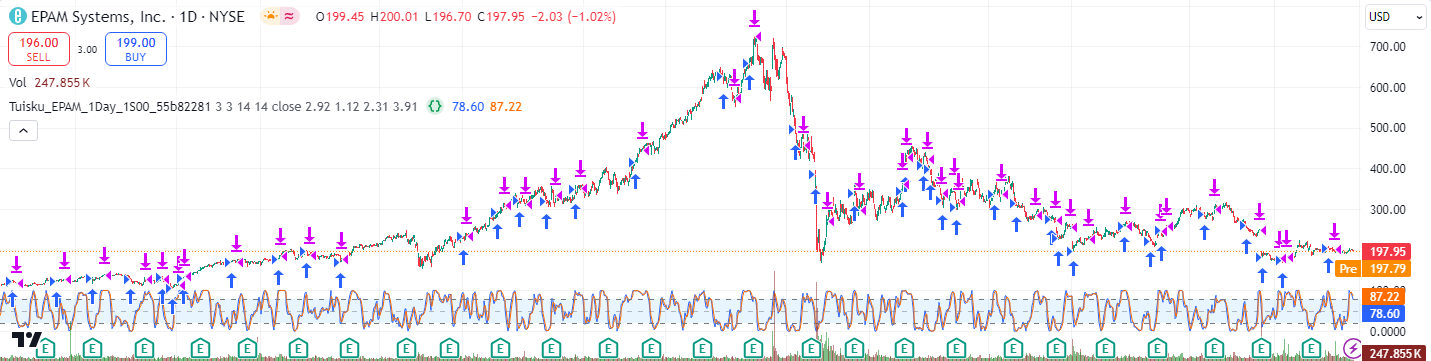 EPAM Systems, Inc. · 1D · NYSE O199.45 H200.01 L196.70 C197.95 −2.03 (−1.02%)
USD
196.00 SELL 3.00 199.00 BUY
Vol 247.855 K
Tuisku_EPAM_1Day_1S00_55b82281 3 3 14 14 close 2.92 1.12 2.31 3.91 78.60 87.22
700.00
600.00
500.00
400.00
300.00
197.95
Pre 197.79
87.22
78.60
0.0000
247.855 K
E E E E E E E E E E E E E E E E E E E E E E E E E E